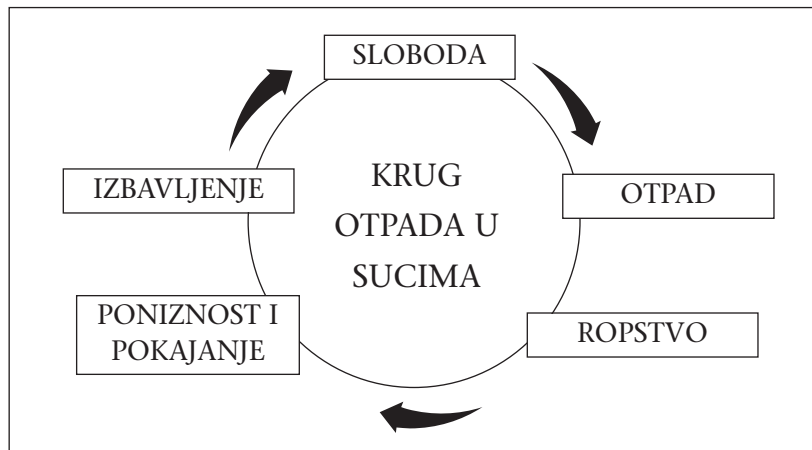 SLOBODA
IZBAVLJENJE
KRUG
OTPADA U
SUCIMA
OTPAD
PONIZNOST I
POKAJANJE
ROPSTVO